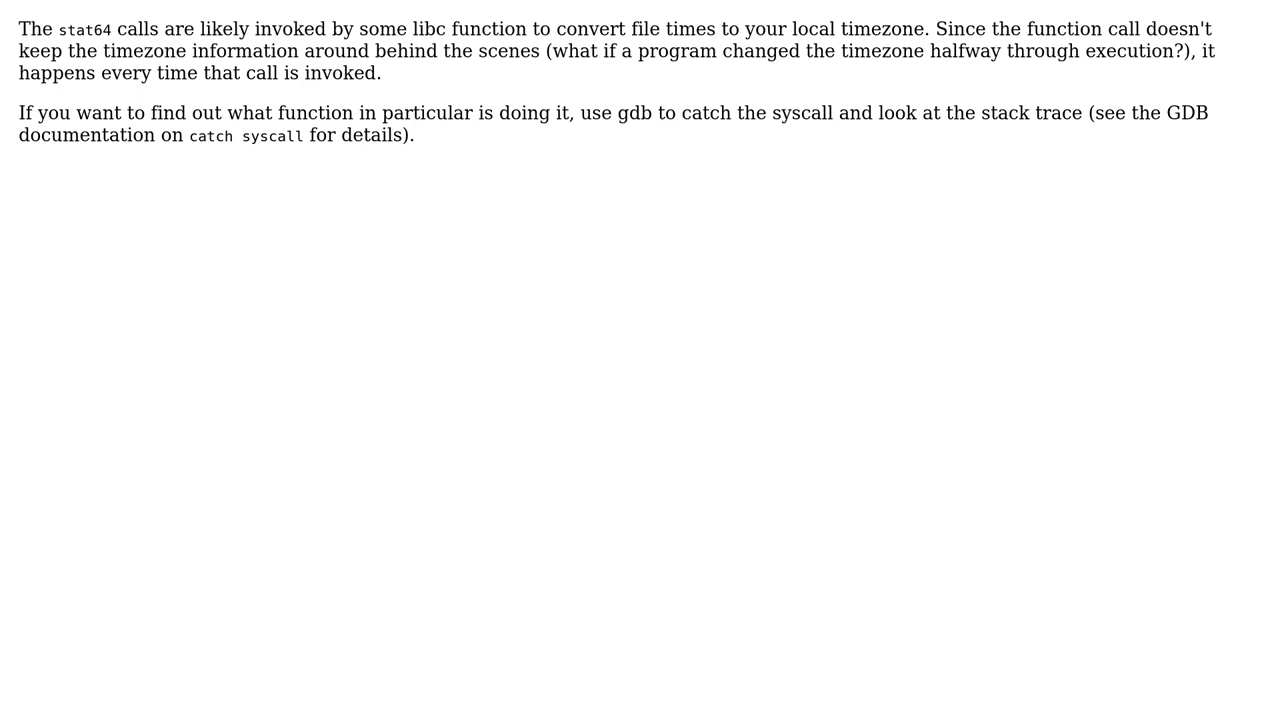 The stat64 calls are likely invoked by some libc function to convert file times to your local timezone. Since the function call doesn't
keep the timezone information around behind the scenes (what if a program changed the timezone halfway through execution?), it
happens every time that call is invoked.
If you want to find out what function in particular is doing it, use gdb to catch the syscall and look at the stack trace (see the GDB
documentation on catch syscall for details).